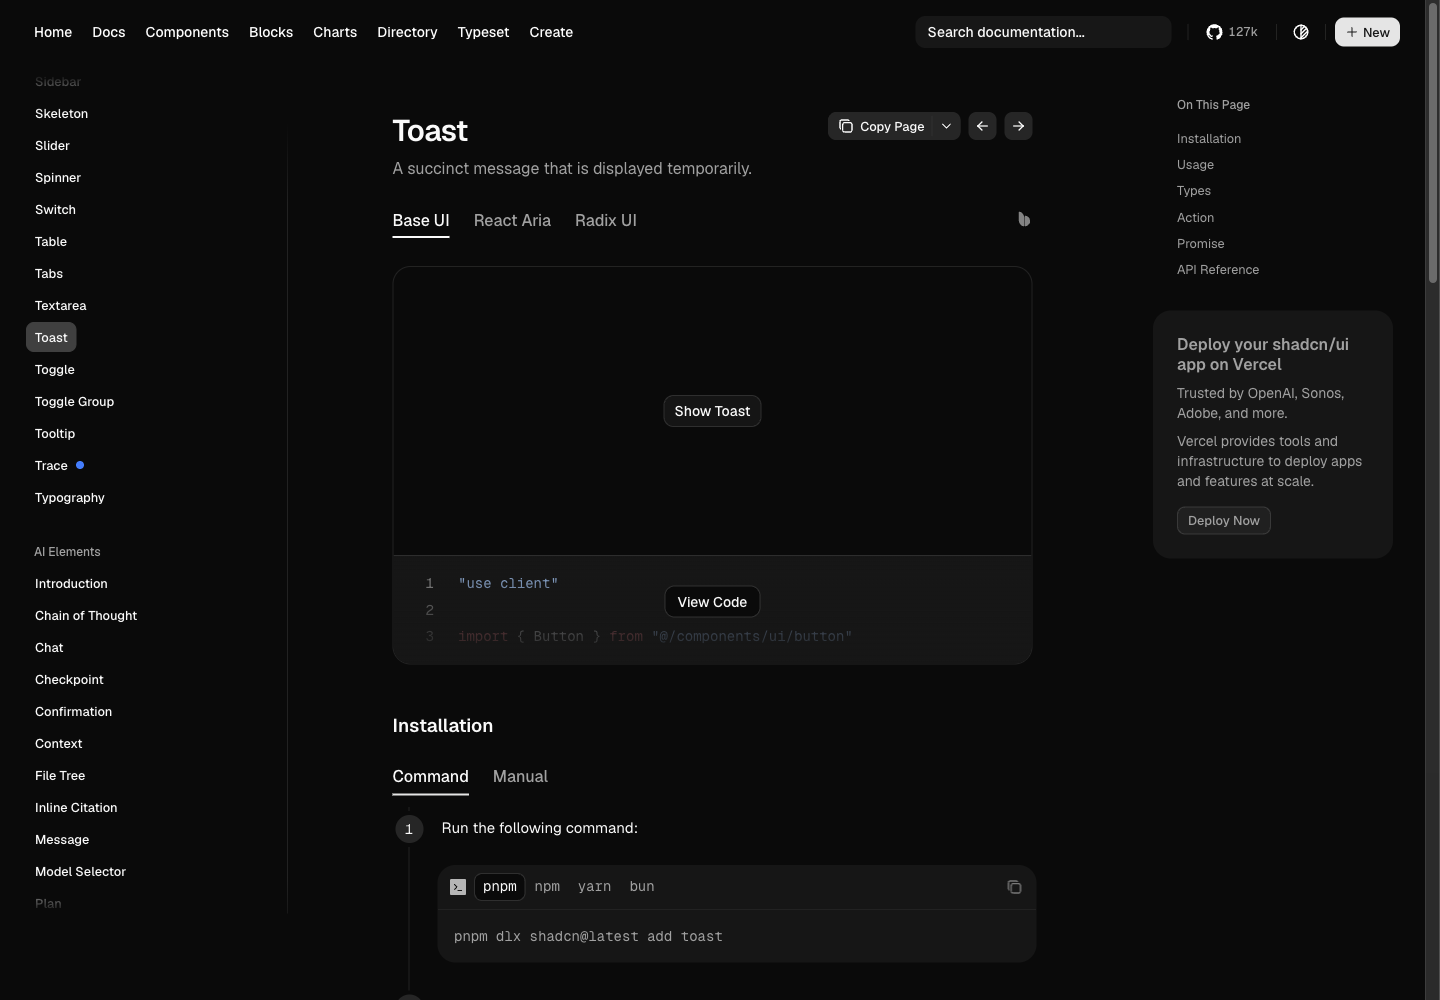 Home Docs Components Blocks Charts Directory Typeset Create
Search documentation...
127k
New
Sidebar
Skeleton
Slider
Spinner
Switch
Table
Tabs
Textarea
Toast
Toggle
Toggle Group
Tooltip
Trace
Typography
AI Elements
Introduction
Chain of Thought
Chat
Checkpoint
Confirmation
Context
File Tree
Inline Citation
Message
Model Selector
Plan
Toast
Copy Page
A succinct message that is displayed temporarily.
Base UI React Aria Radix UI
Show Toast
1 "use client"
2
View Code
3 import { Button } from "@/components/ui/button"
Installation
Command Manual
1 Run the following command:
pnpm npm yarn bun
pnpm dlx shadcn@latest add toast
On This Page
Installation
Usage
Types
Action
Promise
API Reference
Deploy your shadcn/ui
app on Vercel
Trusted by OpenAI, Sonos,
Adobe, and more.
Vercel provides tools and
infrastructure to deploy apps
and features at scale.
Deploy Now